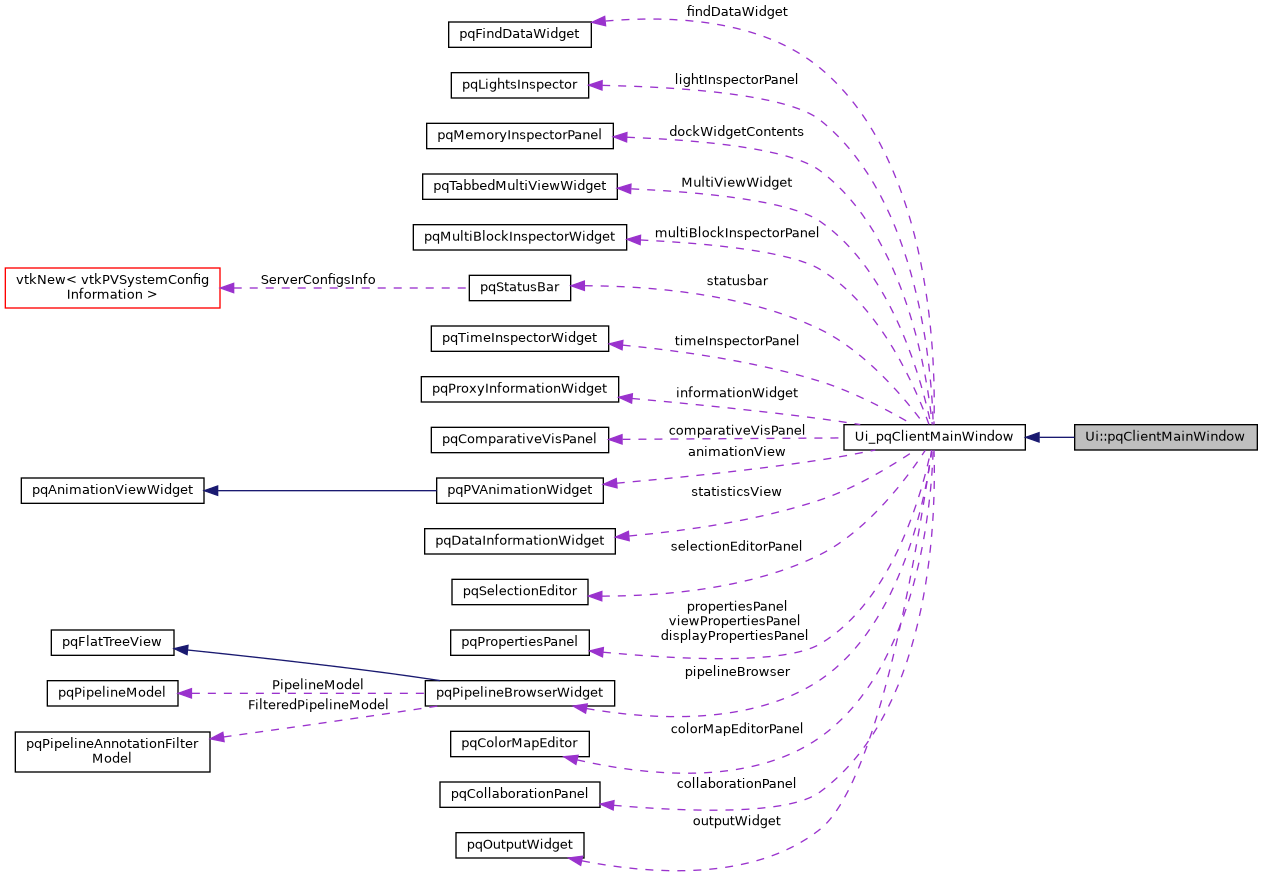 findDataWidget
pqFindDataWidget
lightInspectorPanel
pqLightsInspector
dockWidgetContents
pqMemoryInspectorPanel
MultiViewWidget
pqTabbedMultiViewWidget
multiBlockInspectorPanel
pqMultiBlockInspectorWidget
vtkNew< vtkPVSystemConfig
Information >
ServerConfigsInfo
pqStatusBar
statusbar
pqTimeInspectorWidget
timeInspectorPanel
pqProxyInformationWidget
informationWidget
pqComparativeVisPanel
comparativeVisPanel
Ui_pqClientMainWindow
Ui::pqClientMainWindow
animationView
pqAnimationViewWidget
pqPVAnimationWidget
statisticsView
pqDataInformationWidget
selectionEditorPanel
pqSelectionEditor
propertiesPanel
viewPropertiesPanel
displayPropertiesPanel
pqFlatTreeView
pqPropertiesPanel
pipelineBrowser
pqPipelineModel
PipelineModel
pqPipelineBrowserWidget
FilteredPipelineModel
pqPipelineAnnotationFilter
Model
colorMapEditorPanel
pqColorMapEditor
collaborationPanel
pqCollaborationPanel
outputWidget
pqOutputWidget